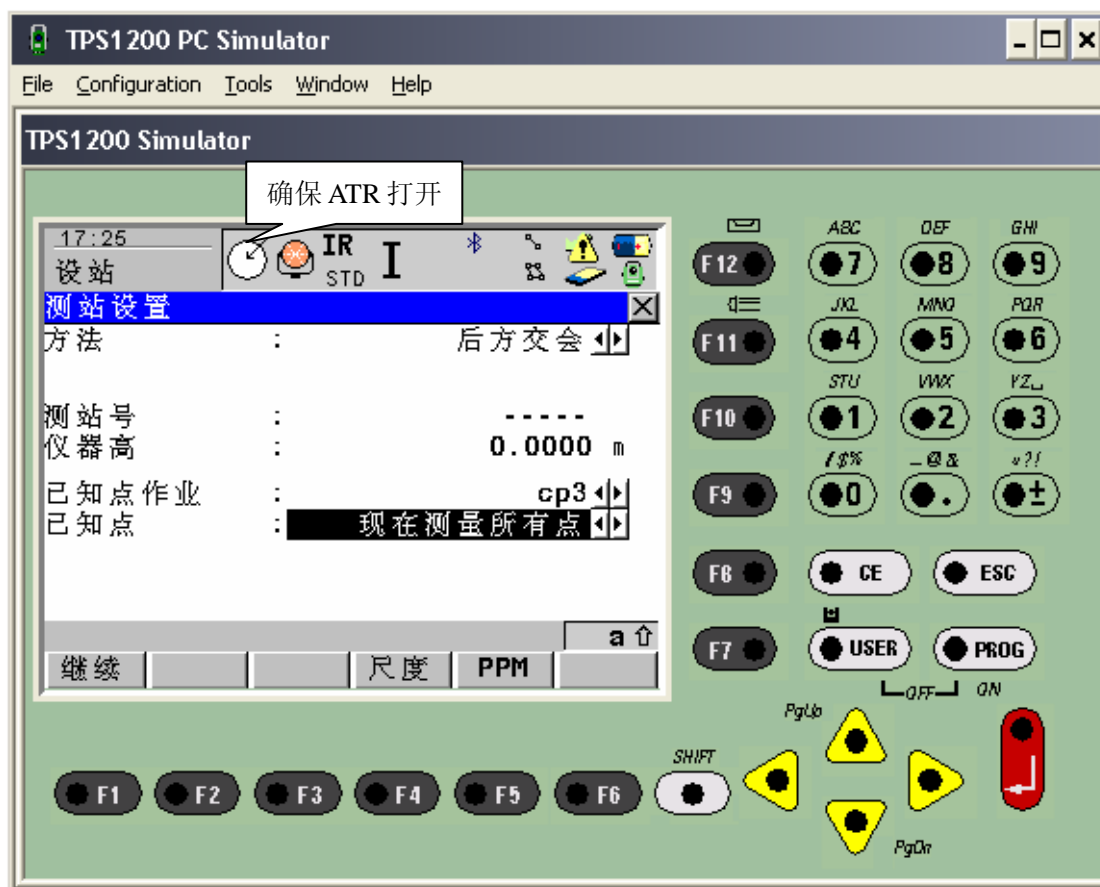 TPS1200 PC Simulator
File Configuration Tools Window Help
TPS1200 Simulator
确保 ATR 打开
17:25
设站
IR
STD
I
测站设置
方法 : 后方交会
测站号 : -----
仪器高 : 0.0000 m
已知点作业 : cp3
已知点 : 现在测量所有点
a
继续 尺度 PPM
F12
F11
F10
F9
F8
F7
ABC DEF GHI
7 8 9
JKL MNO PQR
4 5 6
STU VWX YZ
1 2 3
/$% _@& *?!
0 . ±
CE ESC
USER PROG
OFF ON
PgUp
SHIFT
F1 F2 F3 F4 F5 F6
PgDn